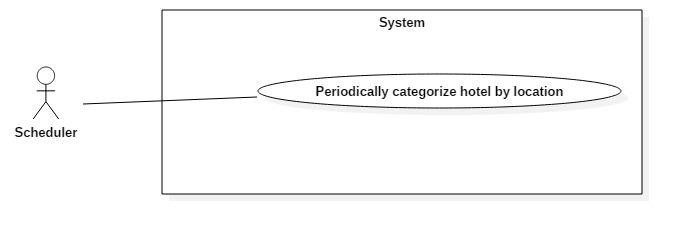 System
Periodically categorize hotel by location
Scheduler